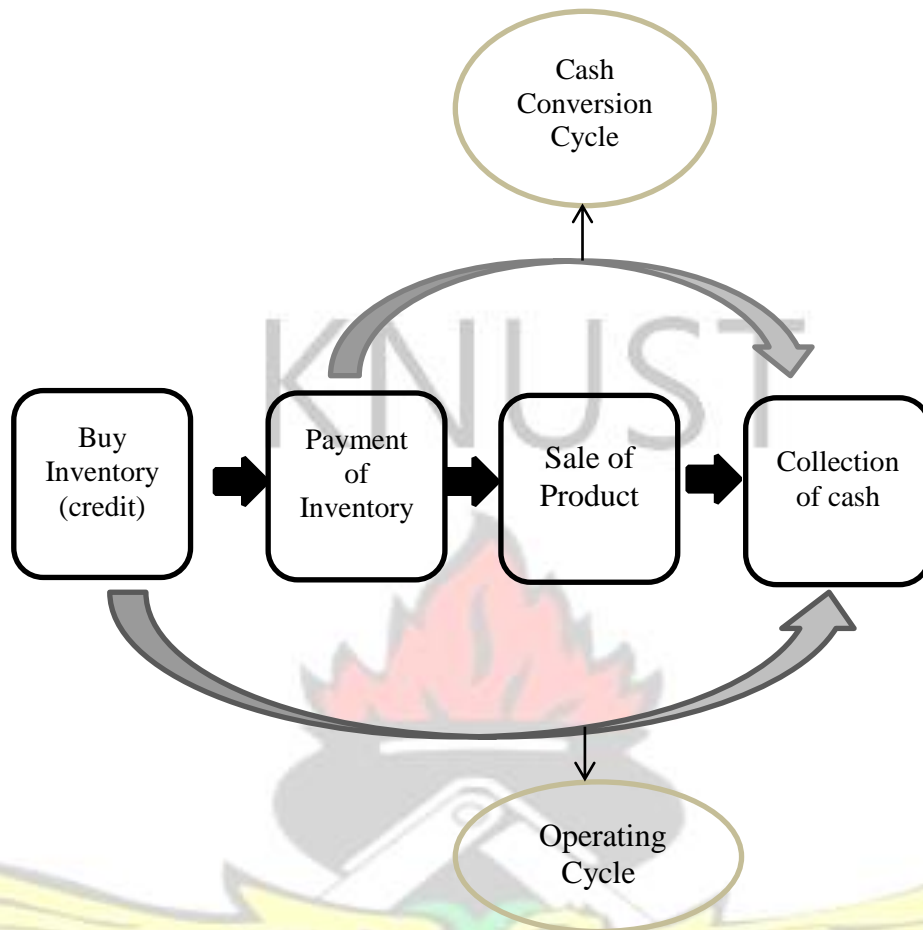 Cash
Conversion
Cycle
KNUST
Buy
Inventory
(credit)
Payment
of
Inventory
Sale of
Product
Collection
of cash
Operating
Cycle